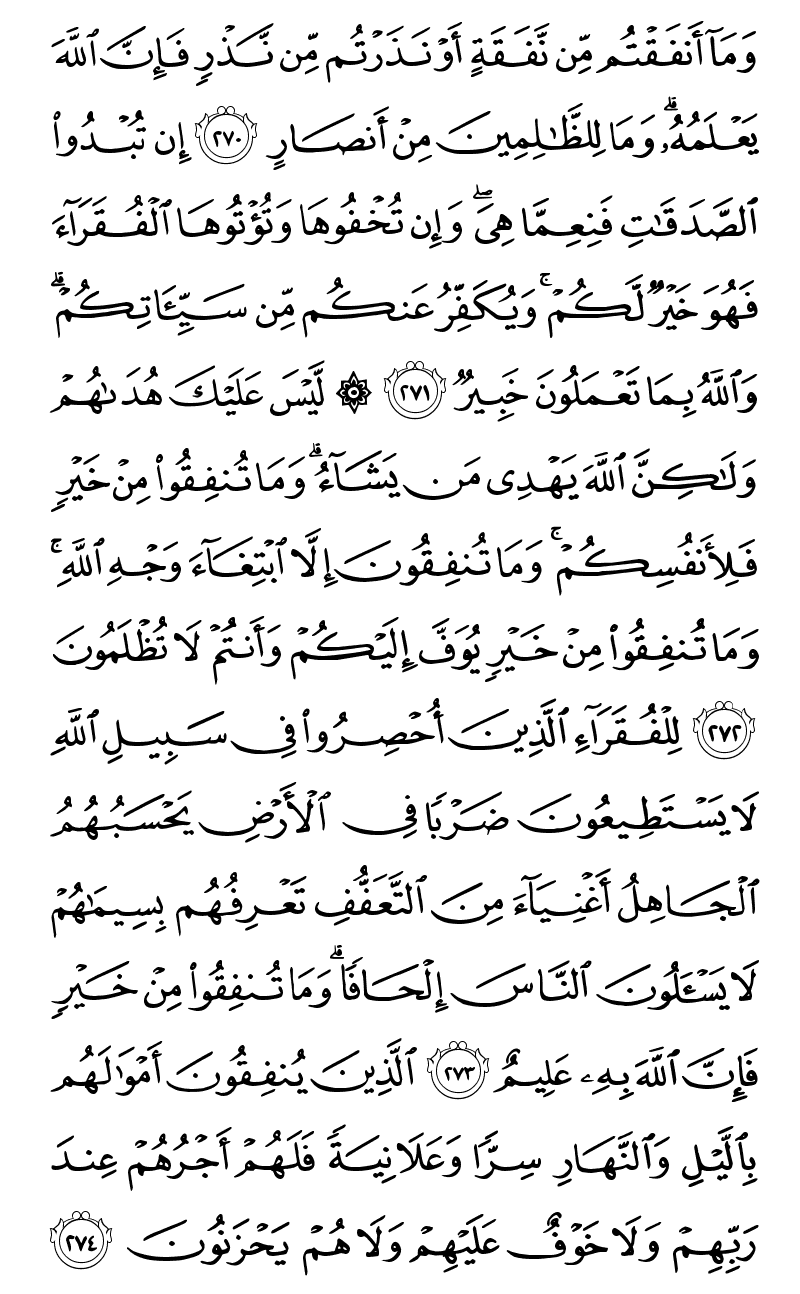 وَمَآ أَنفَقْتُم مِّن نَّفَقَةٍ أَوْ نَذَرْتُم مِّن نَّذْرٍ فَإِنَّ ٱللَّهَ
يَعْلَمُهُۥ ۗ وَمَا لِلظَّـٰلِمِينَ مِنْ أَنصَارٍ ٢٧٠ إِن تُبْدُوا۟
ٱلصَّدَقَـٰتِ فَنِعِمَّا هِىَ ۖ وَإِن تُخْفُوهَا وَتُؤْتُوهَا ٱلْفُقَرَآءَ
فَهُوَ خَيْرٌ لَّكُمْ ۚ وَيُكَفِّرُ عَنكُم مِّن سَيِّـَٔاتِكُمْ ۗ
وَٱللَّهُ بِمَا تَعْمَلُونَ خَبِيرٌ ٢٧١ ۞ لَّيْسَ عَلَيْكَ هُدَىٰهُمْ
وَلَـٰكِنَّ ٱللَّهَ يَهْدِى مَن يَشَآءُ ۗ وَمَا تُنفِقُوا۟ مِنْ خَيْرٍ
فَلِأَنفُسِكُمْ ۚ وَمَا تُنفِقُونَ إِلَّا ٱبْتِغَآءَ وَجْهِ ٱللَّهِ ۚ
وَمَا تُنفِقُوا۟ مِنْ خَيْرٍ يُوَفَّ إِلَيْكُمْ وَأَنتُمْ لَا تُظْلَمُونَ
٢٧٢ لِلْفُقَرَآءِ ٱلَّذِينَ أُحْصِرُوا۟ فِى سَبِيلِ ٱللَّهِ
لَا يَسْتَطِيعُونَ ضَرْبًا فِى ٱلْأَرْضِ يَحْسَبُهُمُ
ٱلْجَاهِلُ أَغْنِيَآءَ مِنَ ٱلتَّعَفُّفِ تَعْرِفُهُم بِسِيمَـٰهُمْ
لَا يَسْـَٔلُونَ ٱلنَّاسَ إِلْحَافًا ۗ وَمَا تُنفِقُوا۟ مِنْ خَيْرٍ
فَإِنَّ ٱللَّهَ بِهِۦ عَلِيمٌ ٢٧٣ ٱلَّذِينَ يُنفِقُونَ أَمْوَٰلَهُم
بِٱلَّيْلِ وَٱلنَّهَارِ سِرًّا وَعَلَانِيَةً فَلَهُمْ أَجْرُهُمْ عِندَ
رَبِّهِمْ وَلَا خَوْفٌ عَلَيْهِمْ وَلَا هُمْ يَحْزَنُونَ ٢٧٤